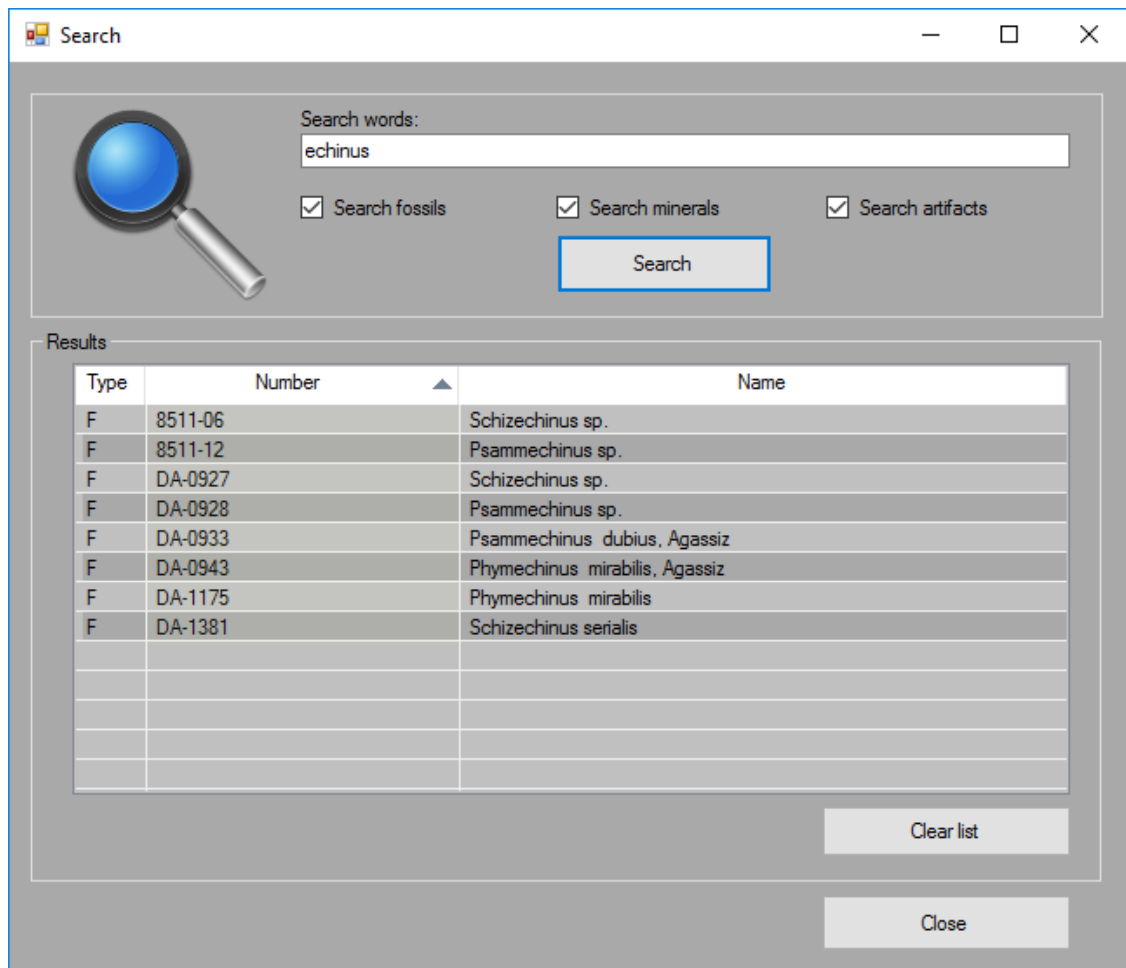 Search
Search words:
echinus
Search fossils Search minerals Search artifacts
Search
Results
Type Number Name
F 8511-06 Schizechinus sp.
F 8511-12 Psammechinus sp.
F DA-0927 Schizechinus sp.
F DA-0928 Psammechinus sp.
F DA-0933 Psammechinus  dubius, Agassiz
F DA-0943 Phymechinus  mirabilis, Agassiz
F DA-1175 Phymechinus  mirabilis
F DA-1381 Schizechinus serialis
Clear list
Close